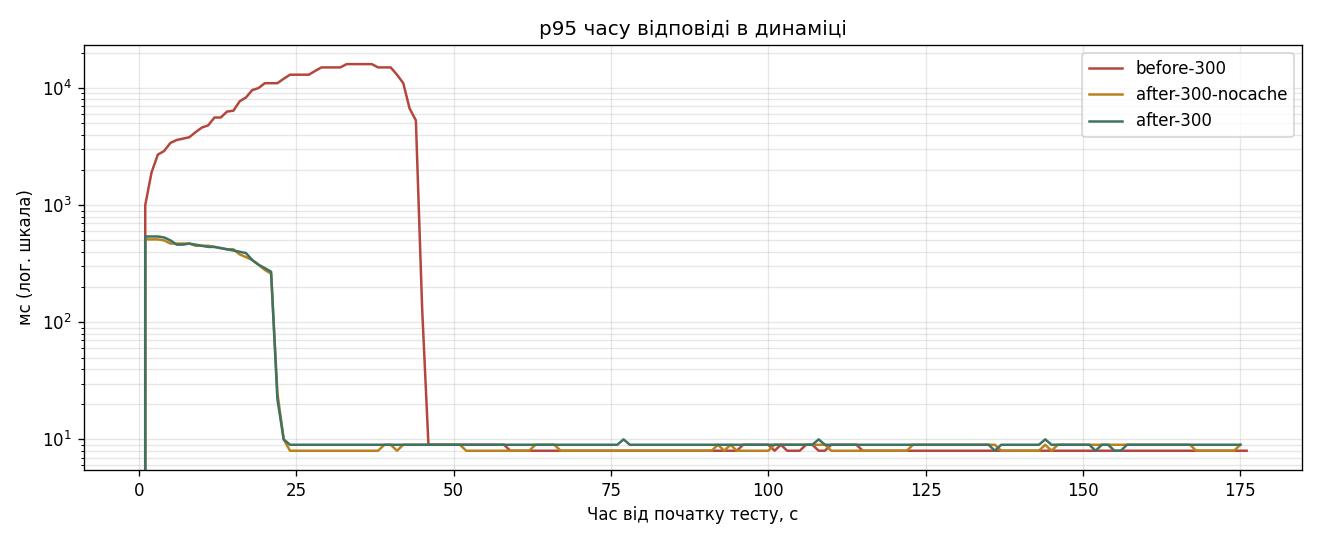 p95 часу відповіді в динаміці
before-300
after-300-nocache
after-300
мс (лог. шкала)
10⁴
10³
10²
10¹
0 25 50 75 100 125 150 175
Час від початку тесту, с